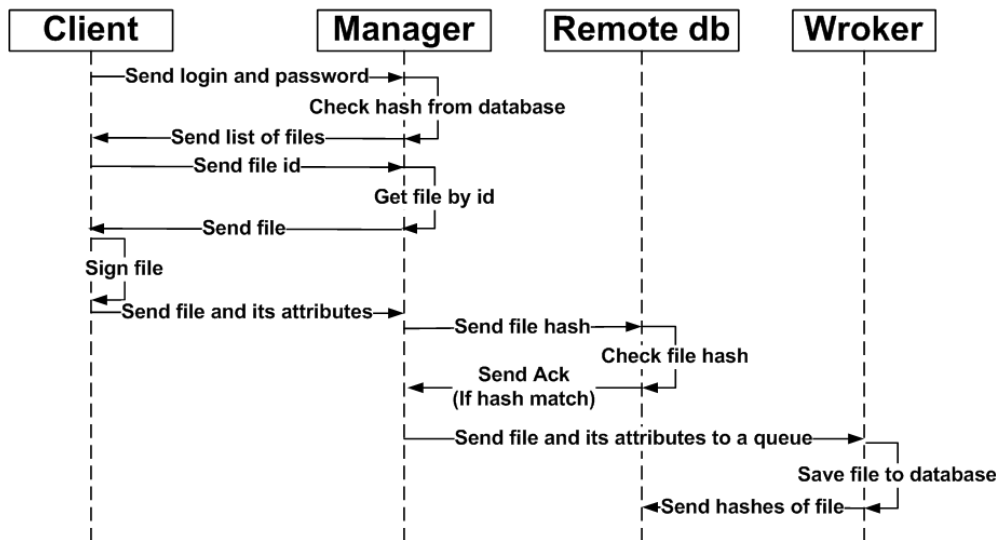 Client
Manager
Remote db
Wroker
Send login and password
Check hash from database
Send list of files
Send file id
Get file by id
Send file
Sign file
Send file and its attributes
Send file hash
Check file hash
Send Ack
(If hash match)
Send file and its attributes to a queue
Save file to database
Send hashes of file